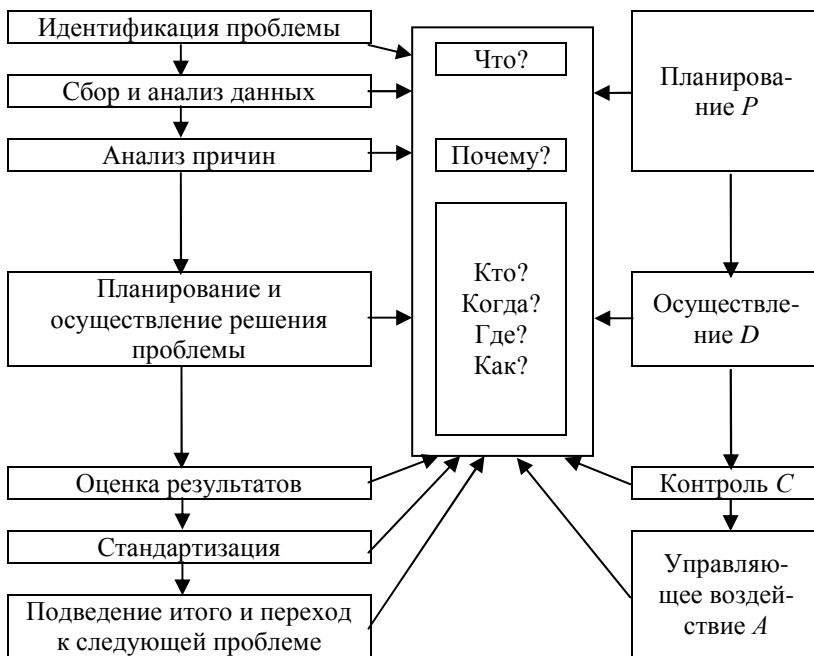 Идентификация проблемы
Сбор и анализ данных
Анализ причин
Планирование и
осуществление решения
проблемы
Оценка результатов
Стандартизация
Подведение итого и переход
к следующей проблеме
Что?
Почему?
Кто?
Когда?
Где?
Как?
Планирова-
ние P
Осуществле-
ние D
Контроль C
Управляю-
щее воздей-
ствие A